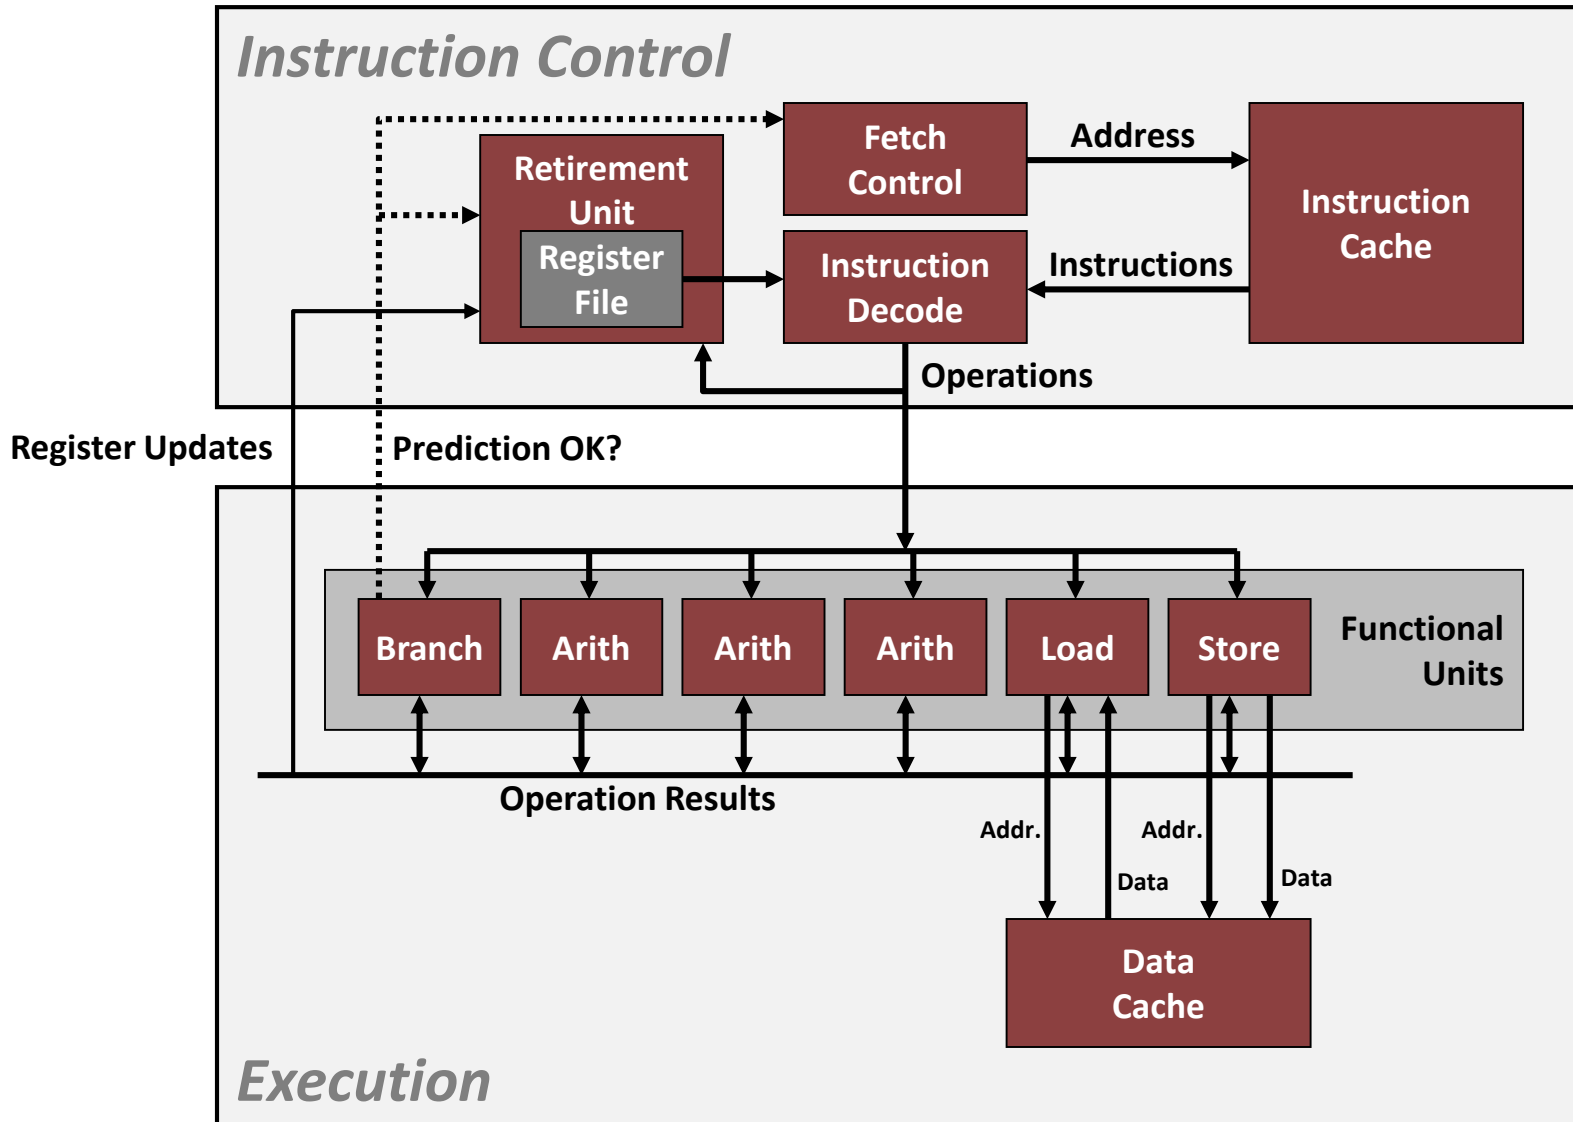 Instruction Control
Retirement
Unit
Register
File
Fetch
Control
Address
Instruction
Cache
Instruction
Decode
Instructions
Operations
Register Updates
Prediction OK?
Branch
Arith
Arith
Arith
Load
Store
Functional
Units
Operation Results
Addr.
Addr.
Data
Data
Data
Cache
Execution